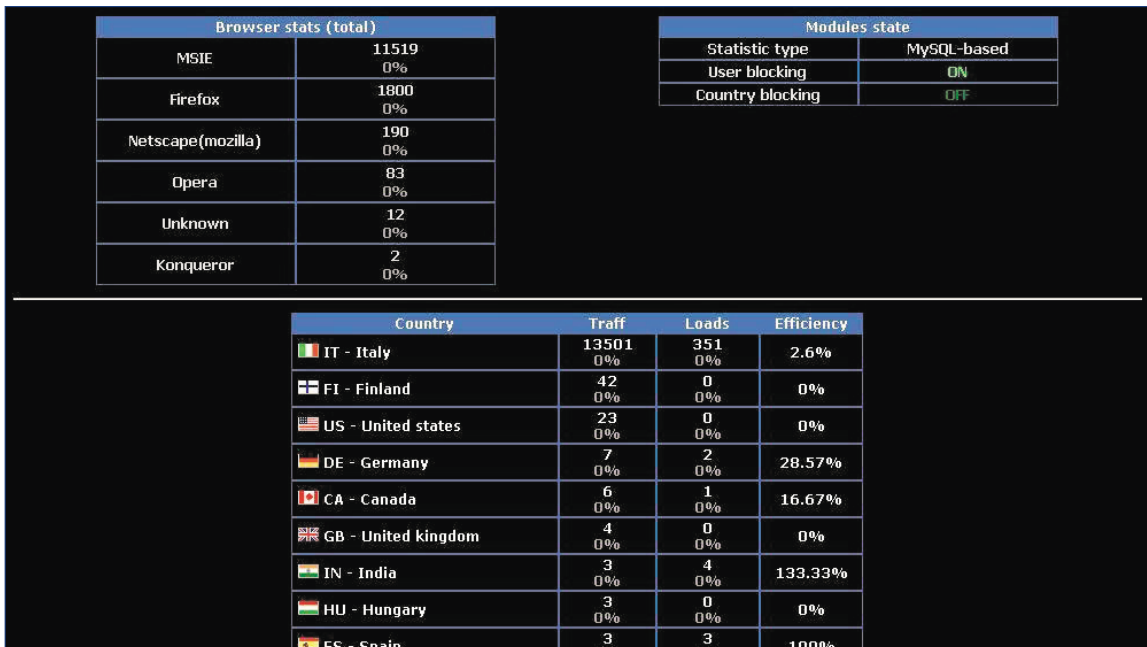 Browser stats (total)
MSIE 11519
0%
Firefox 1800
0%
Netscape(mozilla) 190
0%
Opera 83
0%
Unknown 12
0%
Konqueror 2
0%
Modules state
Statistic type MySQL-based
User blocking ON
Country blocking OFF
Country Traff Loads Efficiency
IT - Italy 13501 351 2.6%
0% 0%
FI - Finland 42 0 0%
0% 0%
US - United states 23 0 0%
0% 0%
DE - Germany 7 2 28.57%
0% 0%
CA - Canada 6 1 16.67%
0% 0%
GB - United kingdom 4 0 0%
0% 0%
IN - India 3 4 133.33%
0% 0%
HU - Hungary 3 0 0%
0% 0%
ES - Spain 3 3 100%